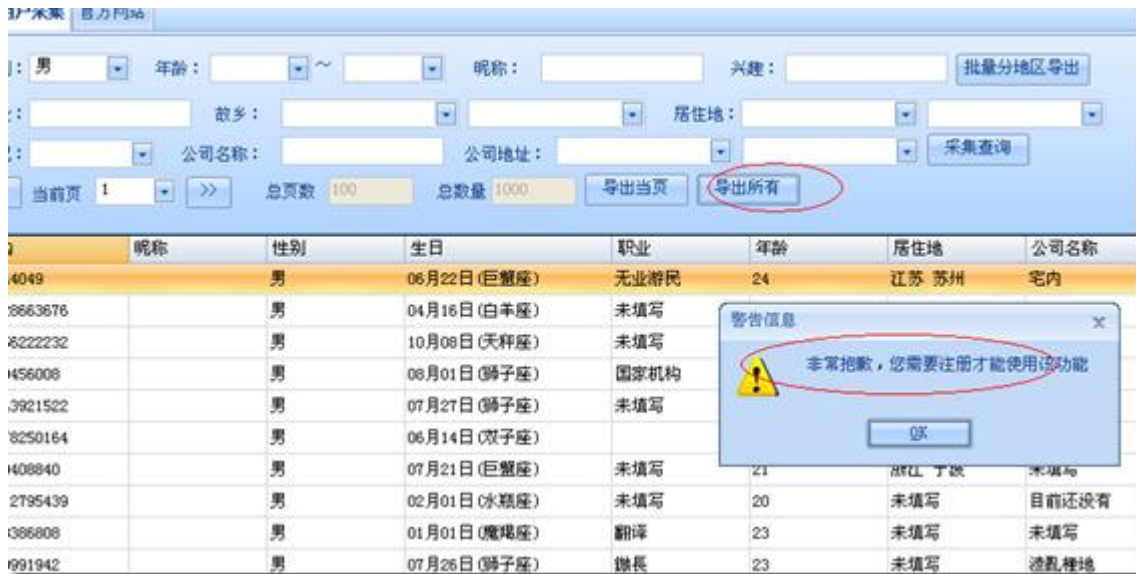 用户采集 官方网站
别：男 年龄： ～ 昵称： 兴趣： 批量分地区导出
故乡： 居住地：
公司名称： 公司地址： 采集查询
当前页 1 >> 总页数 100 总数量 1000 导出当页 导出所有
昵称 性别 生日 职业 年龄 居住地 公司名称
4049 男 06月22日(巨蟹座) 无业游民 24 江苏 苏州 宅内
8663676 男 04月16日(白羊座) 未填写
警告信息 x
6222232 男 10月08日(天秤座) 未填写
非常抱歉，您需要注册才能使用该功能
456008 男 08月01日(狮子座) 国家机构
3921522 男 07月27日(狮子座) 未填写
OK
8250164 男 06月14日(双子座)
408840 男 07月21日(巨蟹座) 未填写 21 浙江 宁波 未填写
2795439 男 02月01日(水瓶座) 未填写 20 未填写 目前还没有
386808 男 01月01日(魔羯座) 翻译 23 未填写 未填写
991942 男 07月26日(狮子座) 23 未填写